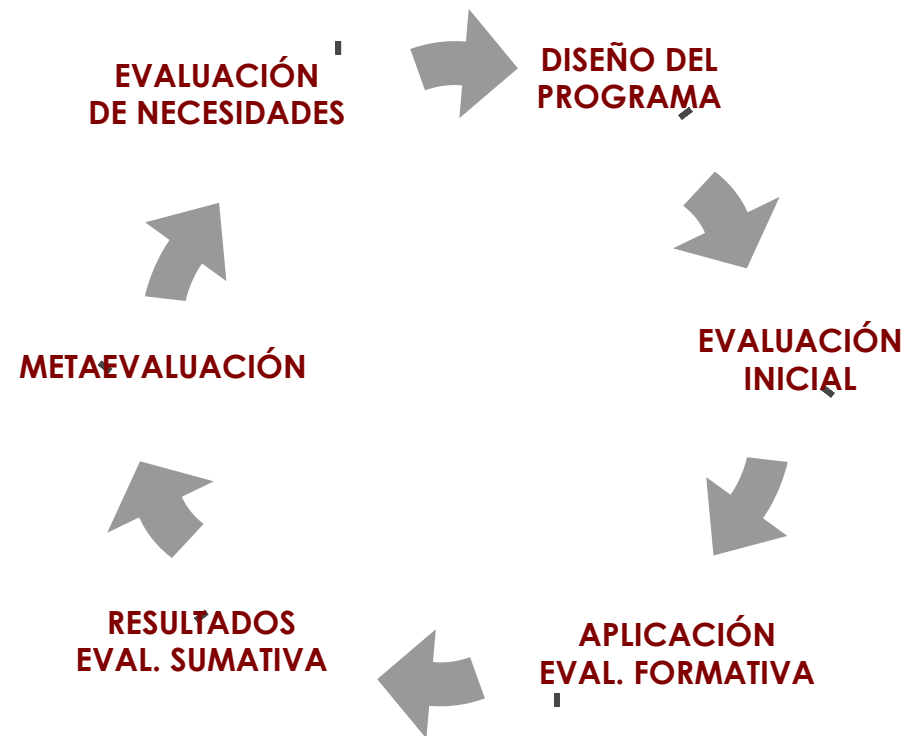 EVALUACIÓN
DE NECESIDADES
DISEÑO DEL
PROGRAMA
EVALUACIÓN
INICIAL
APLICACIÓN
EVAL. FORMATIVA
RESULTADOS
EVAL. SUMATIVA
METAEVALUACIÓN